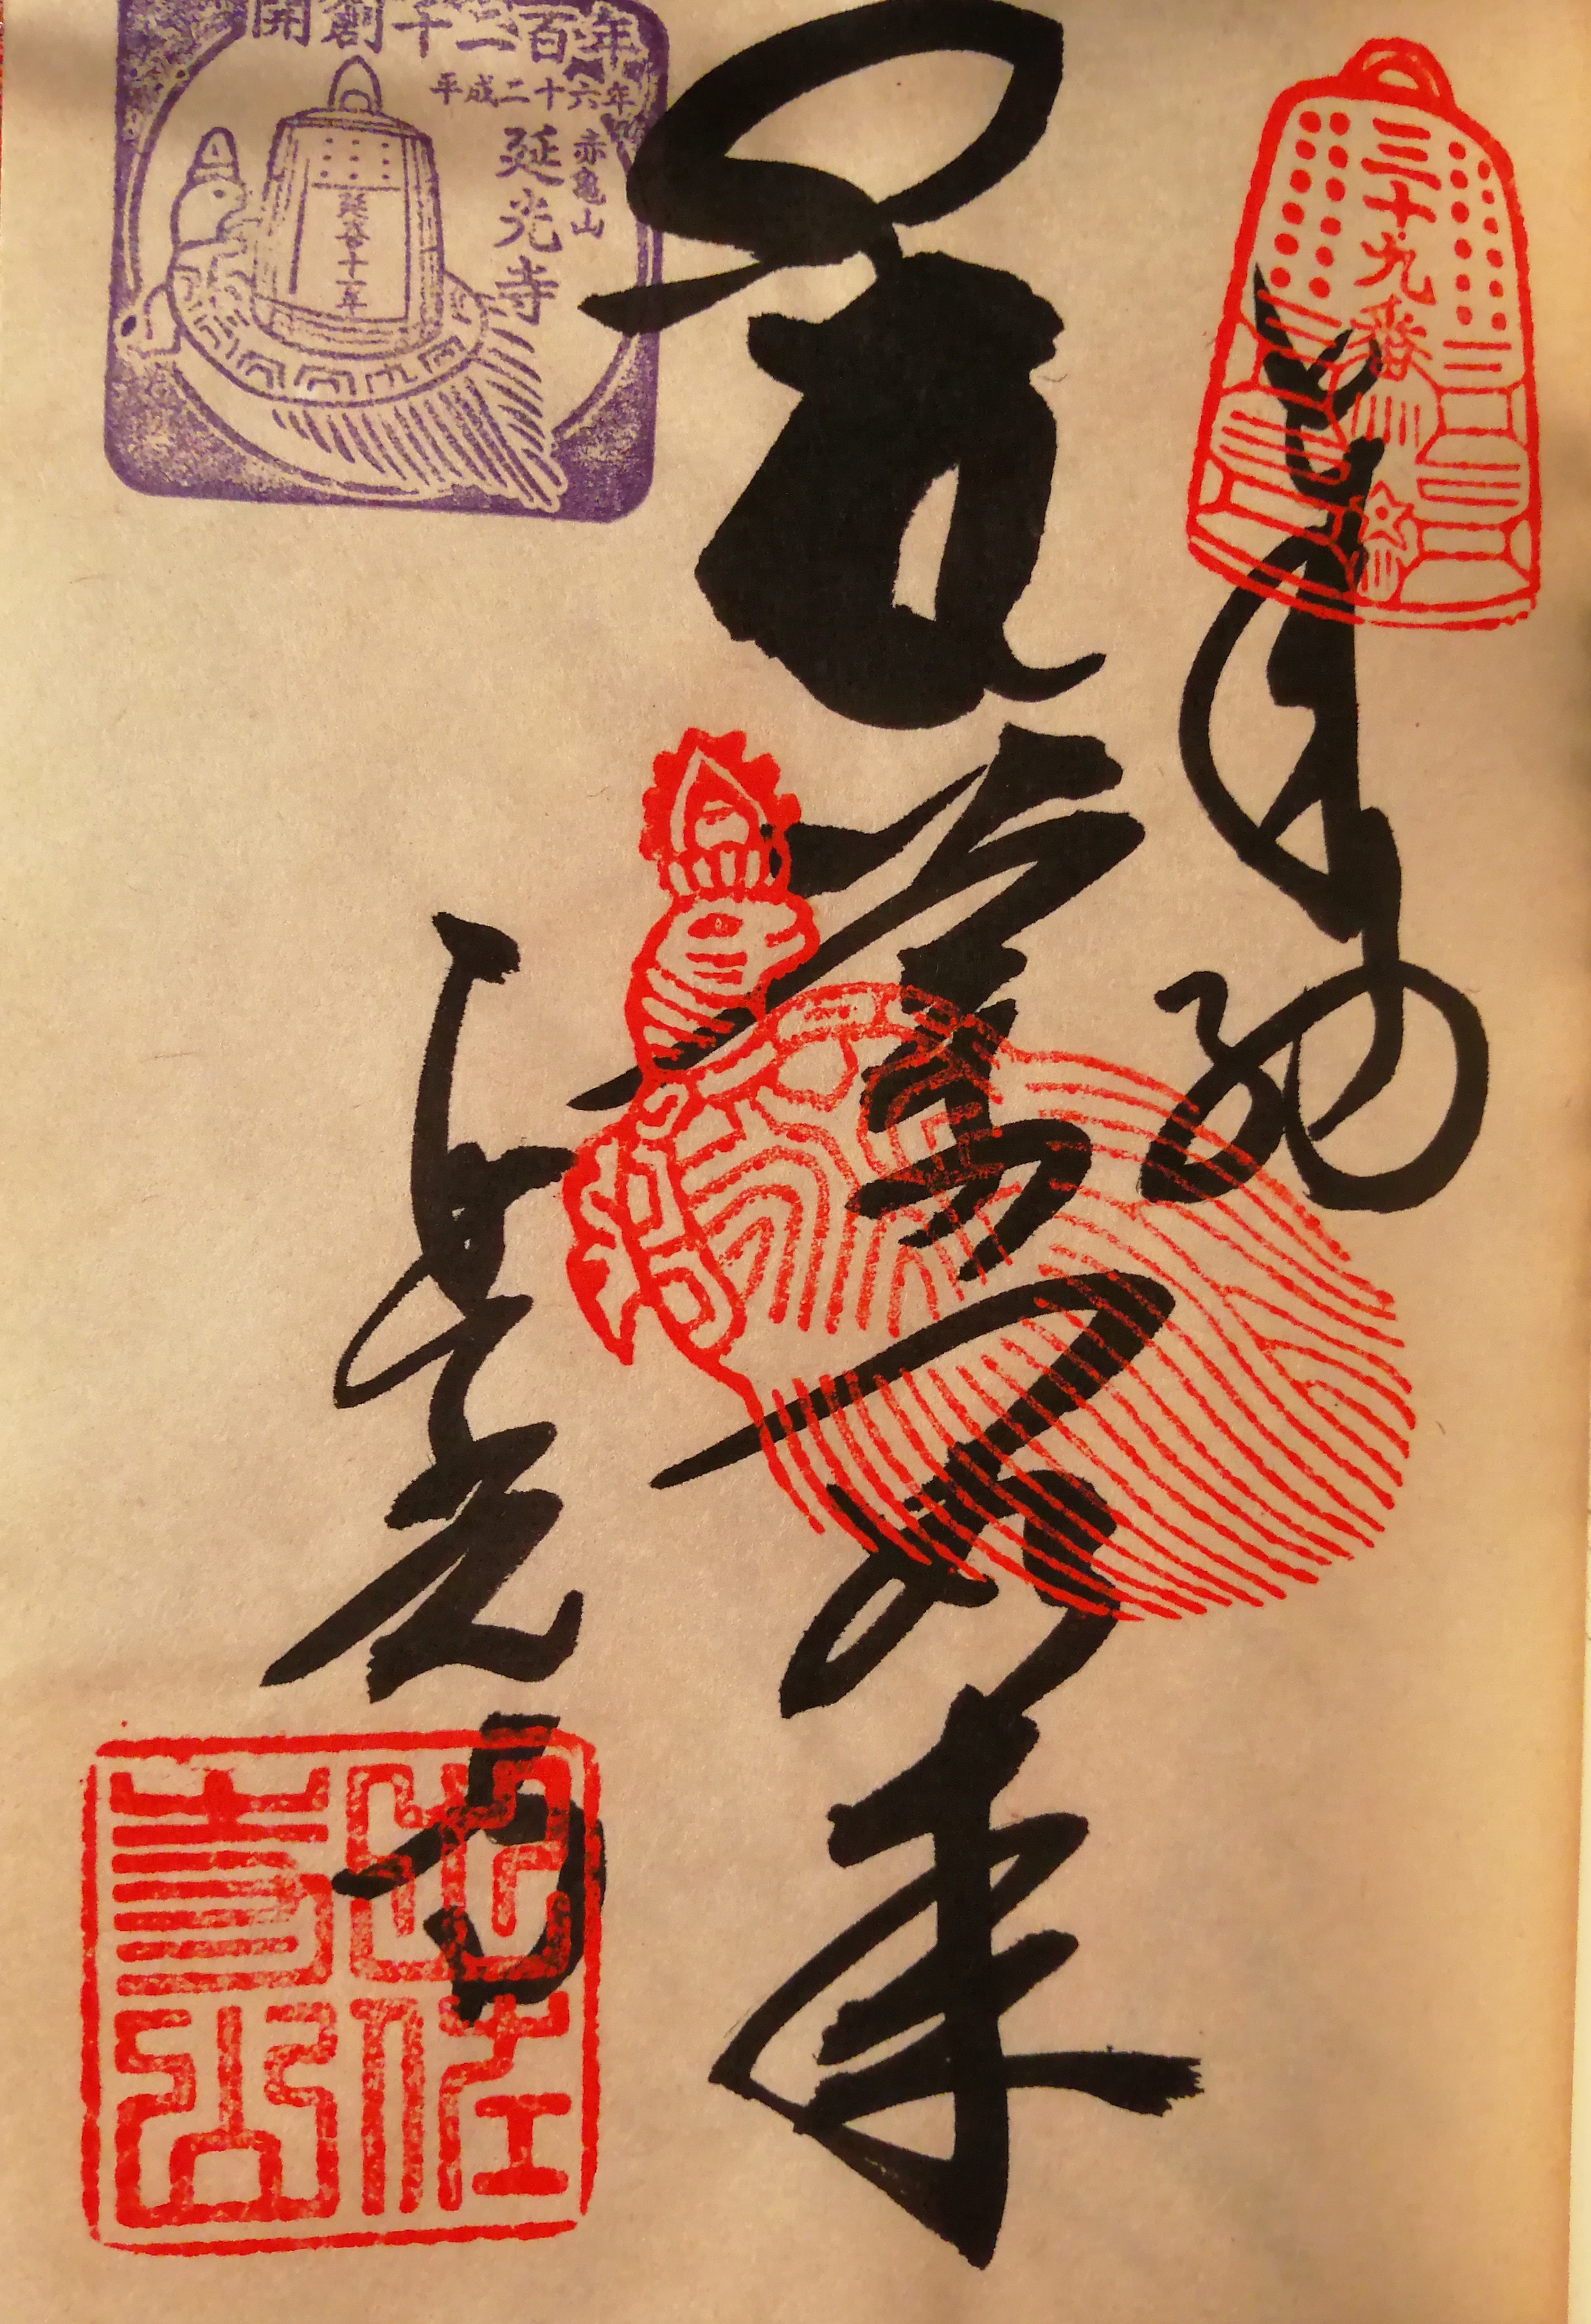 三十九番
奉納
薬師如来
延光寺
開創千二百年
平成二十六年
赤亀山
延光寺
延喜十一年